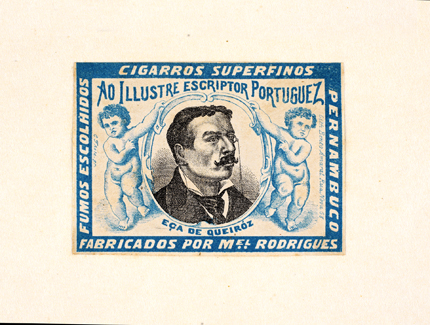 CIGARROS SUPERFINOS
AO ILLUSTRE ESCRIPTOR PORTUGUEZ
FUMOS ESCOLHIDOS
PERNAMBUCO
EÇA DE QUEIRÓZ
FABRICADOS POR MEL RODRIGUES